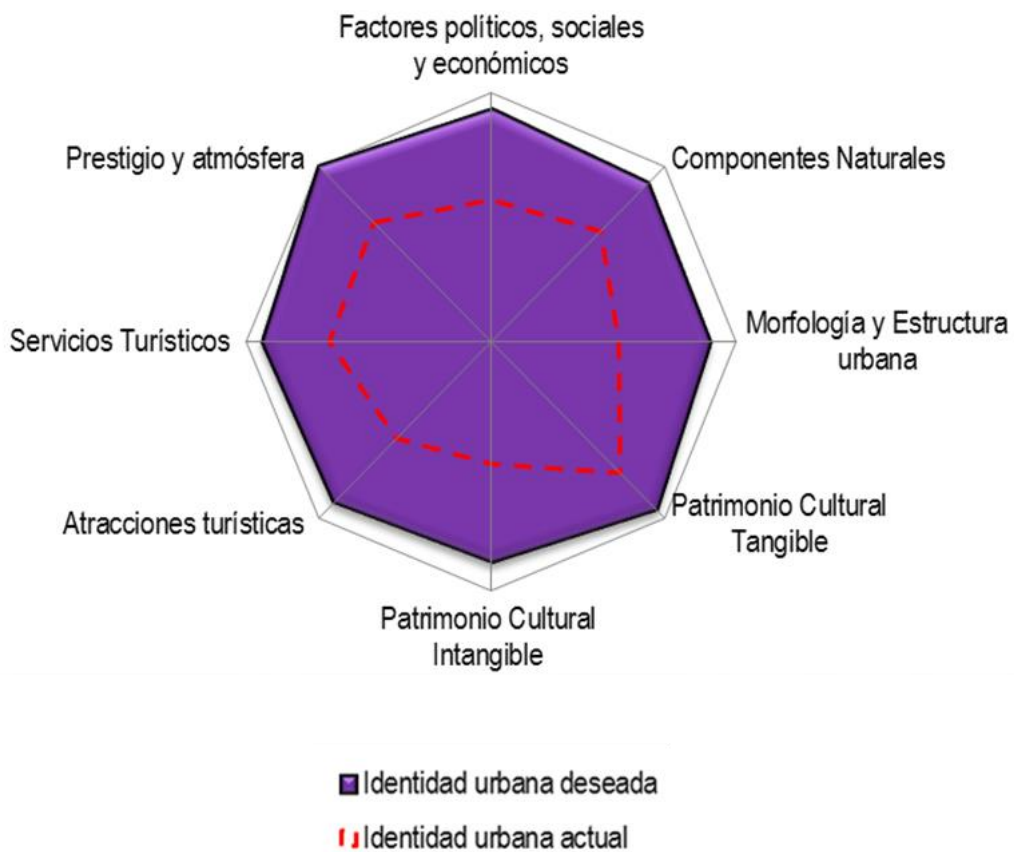 Factores políticos, sociales
y económicos
Prestigio y atmósfera
Componentes Naturales
Servicios Turísticos
Morfología y Estructura
urbana
Atracciones turísticas
Patrimonio Cultural
Tangible
Patrimonio Cultural
Intangible
Identidad urbana deseada
Identidad urbana actual